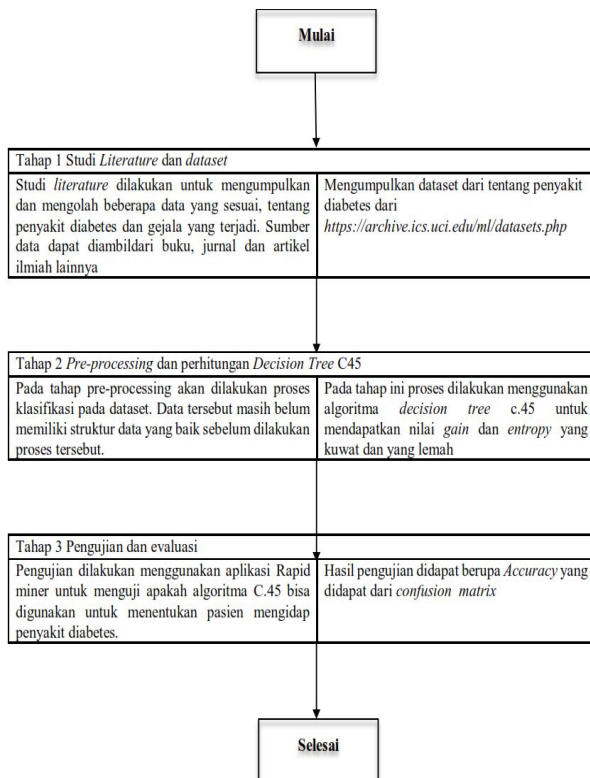 Mulai
Tahap 1 Studi Literature dan dataset
Studi literature dilakukan untuk mengumpulkan
dan mengolah beberapa data yang sesuai, tentang
penyakit diabetes dan gejala yang terjadi. Sumber
data dapat diambildari buku, jurnal dan artikel
ilmiah lainnya
Mengumpulkan dataset dari tentang penyakit
diabetes dari
https://archive.ics.uci.edu/ml/datasets.php
Tahap 2 Pre-processing dan perhitungan Decision Tree C45
Pada tahap pre-processing akan dilakukan proses
klasifikasi pada dataset. Data tersebut masih belum
memiliki struktur data yang baik sebelum dilakukan
proses tersebut.
Pada tahap ini proses dilakukan menggunakan
algoritma decision tree c.45 untuk
mendapatkan nilai gain dan entropy yang
kuwat dan yang lemah
Tahap 3 Pengujian dan evaluasi
Pengujian dilakukan menggunakan aplikasi Rapid
miner untuk menguji apakah algoritma C.45 bisa
digunakan untuk menentukan pasien mengidap
penyakit diabetes.
Hasil pengujian didapat berupa Accuracy yang
didapat dari confusion matrix
Selesai